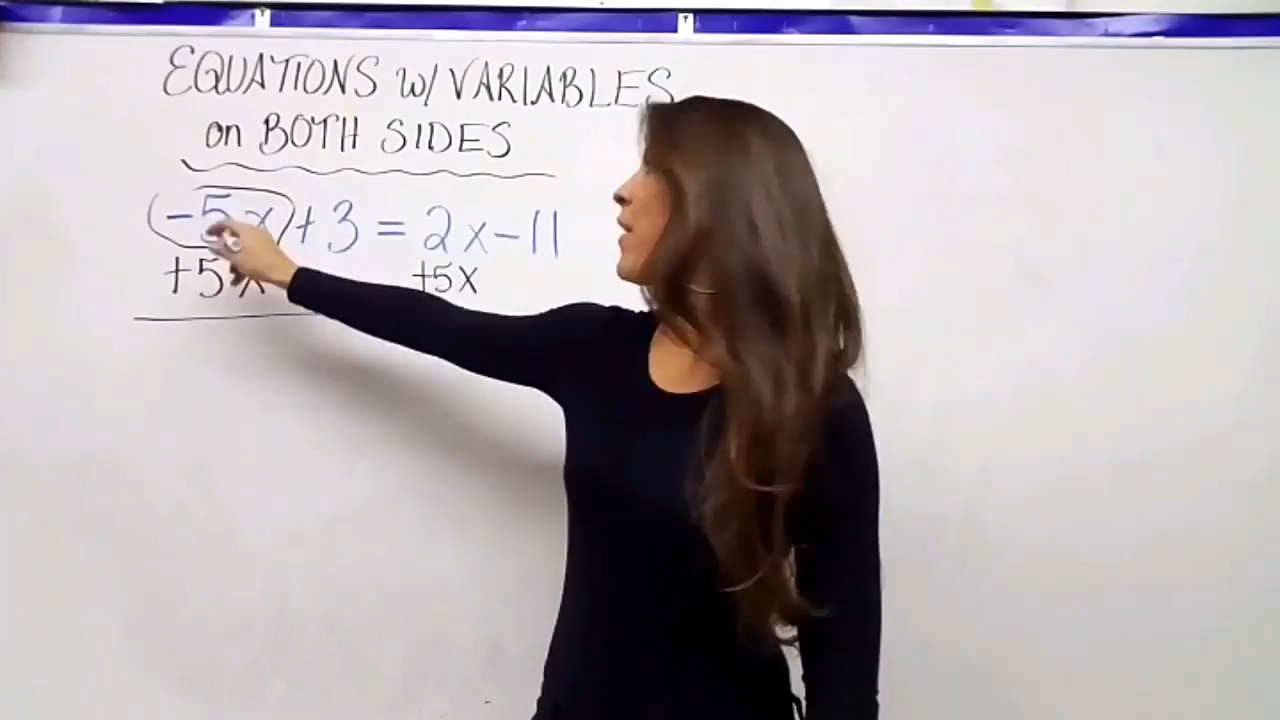 EQUATIONS w/ VARIABLES
on BOTH SIDES
-5x + 3 = 2x - 11
+5x +5x